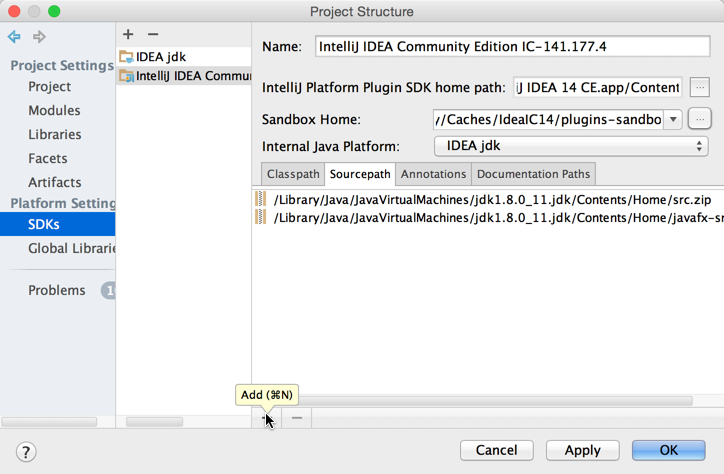 Project Structure
Project Settings
Project
Modules
Libraries
Facets
Artifacts
Platform Setting
SDKs
Global Librarie
Problems
IDEA jdk
IntelliJ IDEA Commu
Name: IntelliJ IDEA Community Edition IC-141.177.4
IntelliJ Platform Plugin SDK home path: iJ IDEA 14 CE.app/Content
Sandbox Home: y/Caches/IdeaIC14/plugins-sandbo
Internal Java Platform: IDEA jdk
Classpath Sourcepath Annotations Documentation Paths
/Library/Java/JavaVirtualMachines/jdk1.8.0_11.jdk/Contents/Home/src.zip
/Library/Java/JavaVirtualMachines/jdk1.8.0_11.jdk/Contents/Home/javafx-sr
Add (⌘N)
? Cancel Apply OK